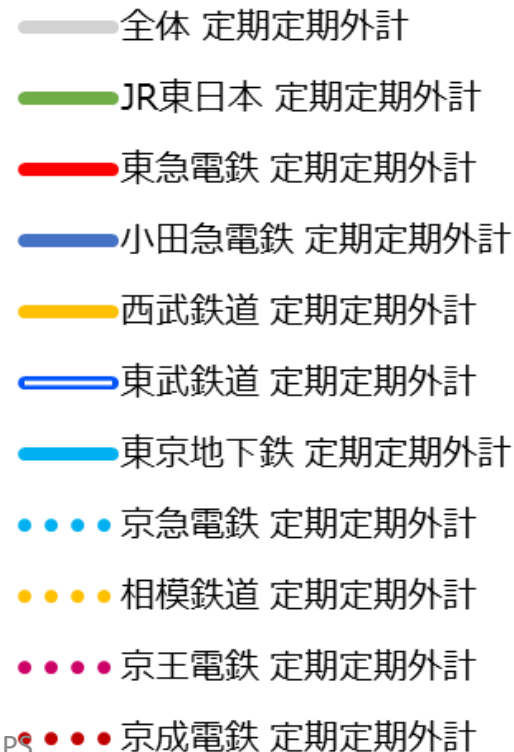 全体 定期定期外計
JR東日本 定期定期外計
東急電鉄 定期定期外計
小田急電鉄 定期定期外計
西武鉄道 定期定期外計
東武鉄道 定期定期外計
東京地下鉄 定期定期外計
京急電鉄 定期定期外計
相模鉄道 定期定期外計
京王電鉄 定期定期外計
京成電鉄 定期定期外計
PS